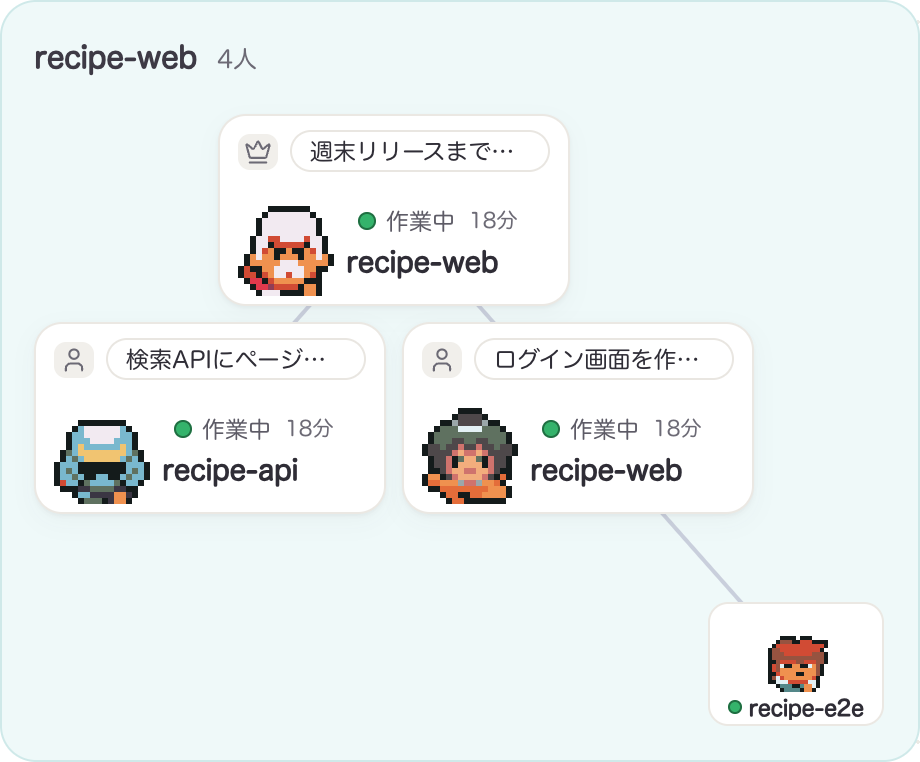 recipe-web 4人
週末リリースまで…
作業中 18分
recipe-web
検索APIにページ…
作業中 18分
recipe-api
ログイン画面を作…
作業中 18分
recipe-web
recipe-e2e